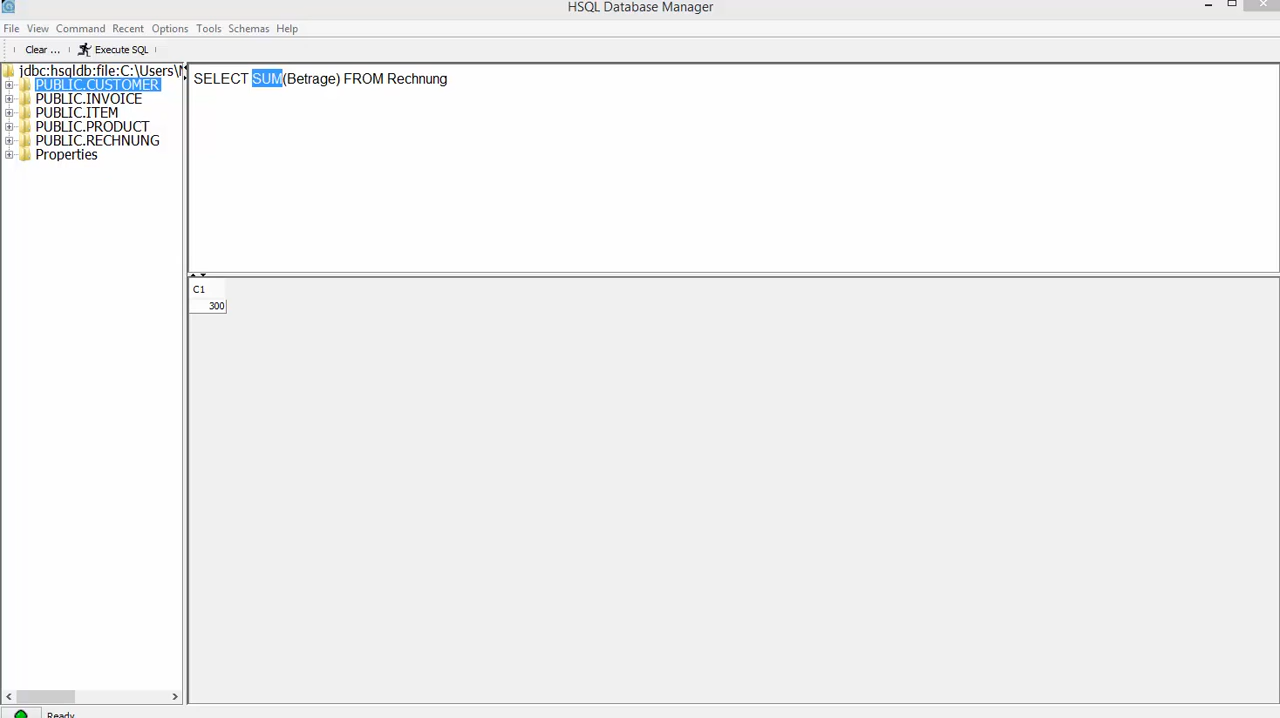 HSQL Database Manager
File View Command Recent Options Tools Schemas Help
Clear ... Execute SQL
jdbc:hsqldb:file:C:\Users\
PUBLIC.CUSTOMER
PUBLIC.INVOICE
PUBLIC.ITEM
PUBLIC.PRODUCT
PUBLIC.RECHNUNG
Properties
SELECT SUM(Betrage) FROM Rechnung
C1
300
Ready